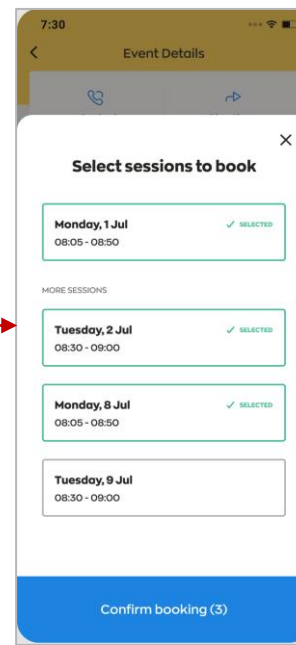 7:30
Event Details
Select sessions to book
Monday, 1 Jul
SELECTED
08:05 - 08:50
MORE SESSIONS
Tuesday, 2 Jul
SELECTED
08:30 - 09:00
Monday, 8 Jul
SELECTED
08:05 - 08:50
Tuesday, 9 Jul
08:30 - 09:00
Confirm booking (3)